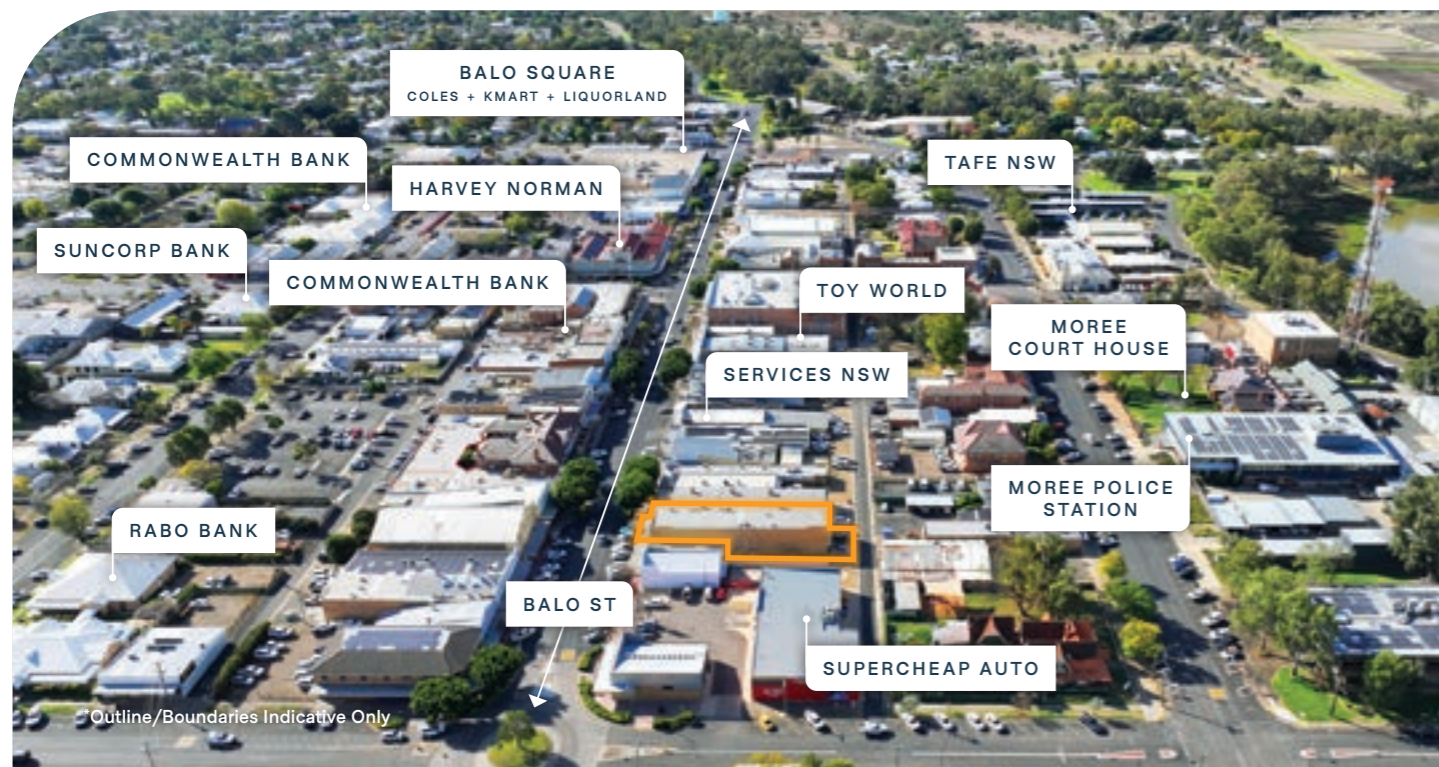 BALO SQUARE
COLES + KMART + LIQUORLAND
COMMONWEALTH BANK
TAFE NSW
HARVEY NORMAN
SUNCORP BANK
COMMONWEALTH BANK
TOY WORLD
MOREE
COURT HOUSE
SERVICES NSW
MOREE POLICE
STATION
RABO BANK
BALO ST
SUPERCHEAP AUTO
*Outline/Boundaries Indicative Only